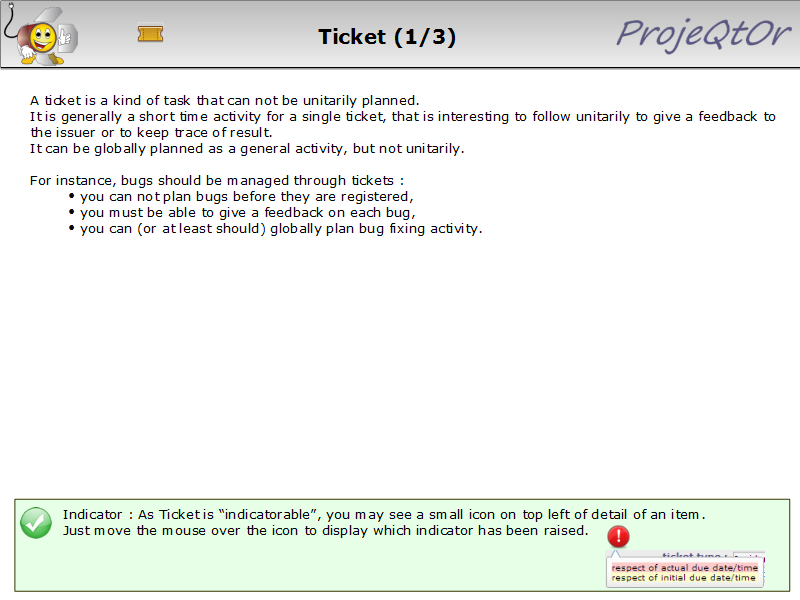 Ticket (1/3)
ProjeQtOr
A ticket is a kind of task that can not be unitarily planned.
It is generally a short time activity for a single ticket, that is interesting to follow unitarily to give a feedback to
the issuer or to keep trace of result.
It can be globally planned as a general activity, but not unitarily.
For instance, bugs should be managed through tickets :
• you can not plan bugs before they are registered,
• you must be able to give a feedback on each bug,
• you can (or at least should) globally plan bug fixing activity.
Indicator : As Ticket is “indicatorable”, you may see a small icon on top left of detail of an item.
Just move the mouse over the icon to display which indicator has been raised.
ticket type :
respect of actual due date/time
respect of initial due date/time